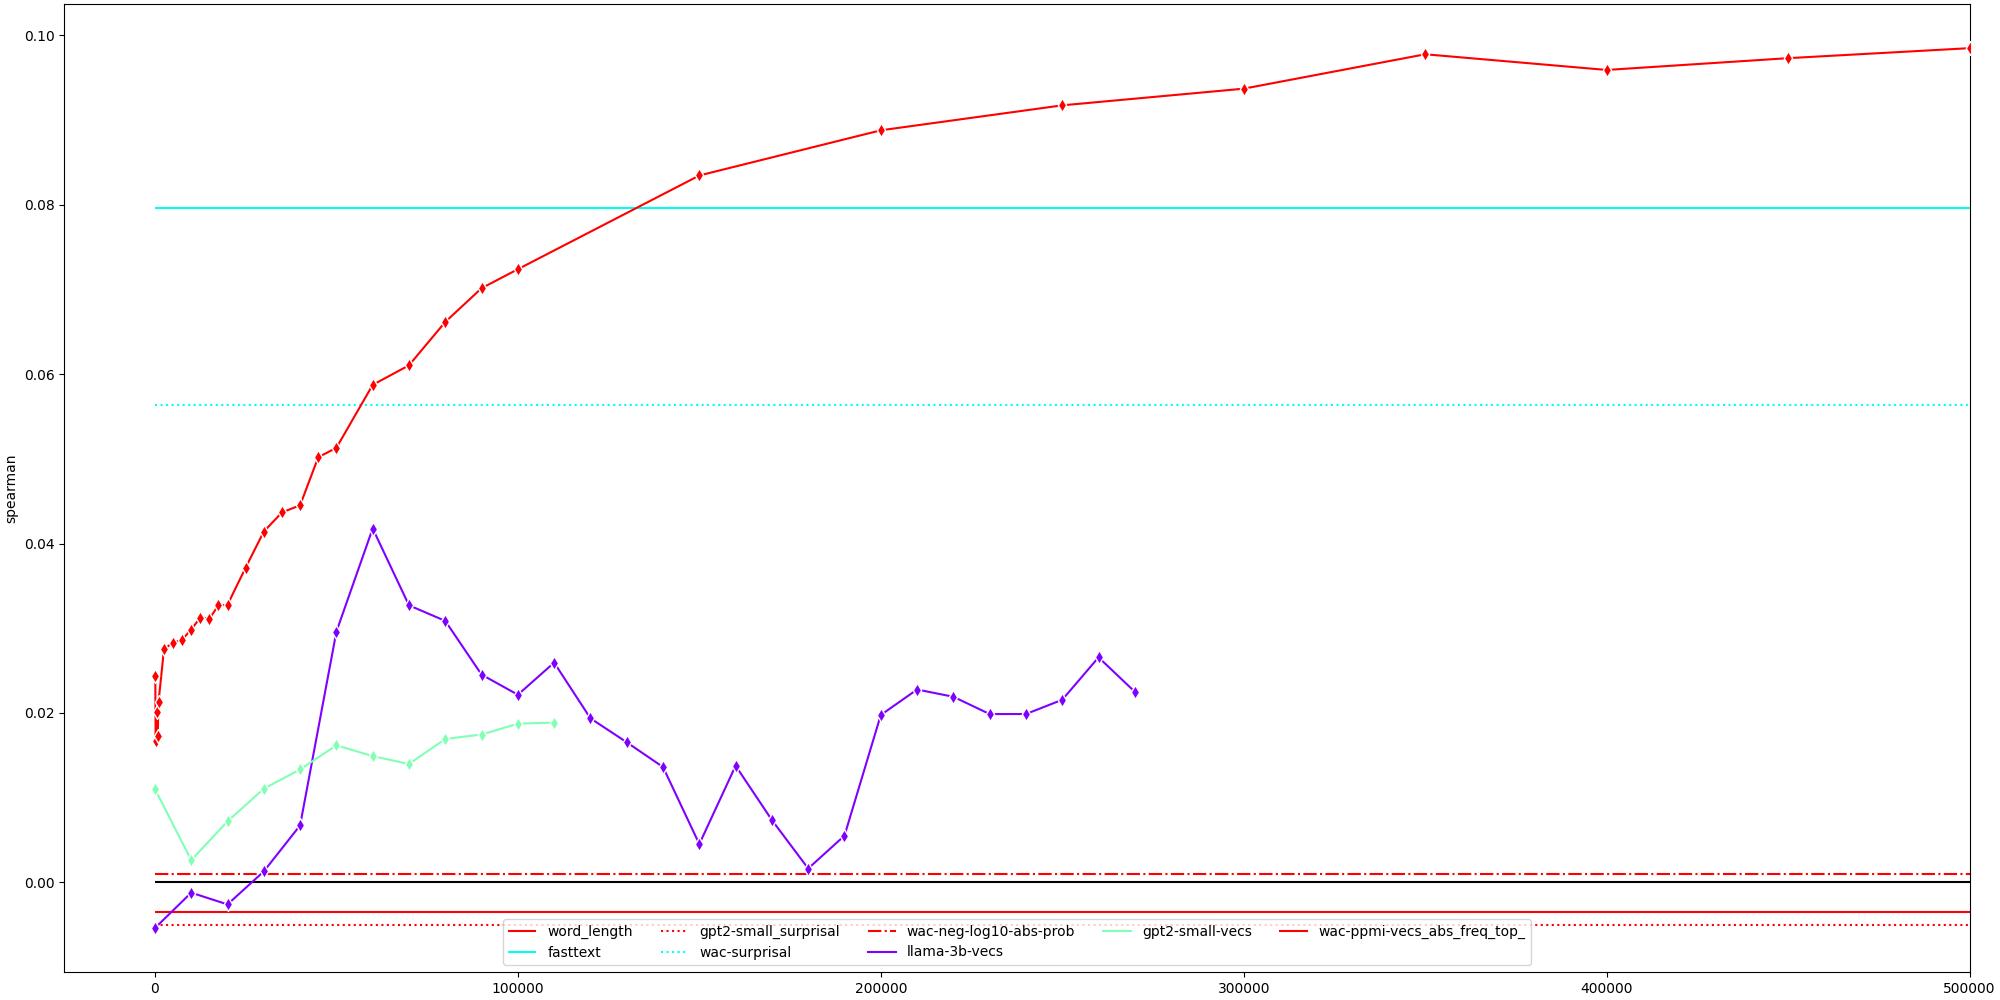 0.10
0.08
0.06
0.04
0.02
0.00
spearman
word_length gpt2-small_surprisal wac-neg-log10-abs-prob gpt2-small-vecs wac-ppmi-vecs_abs_freq_top_
fasttext wac-surprisal llama-3b-vecs
0 100000 200000 300000 400000 500000